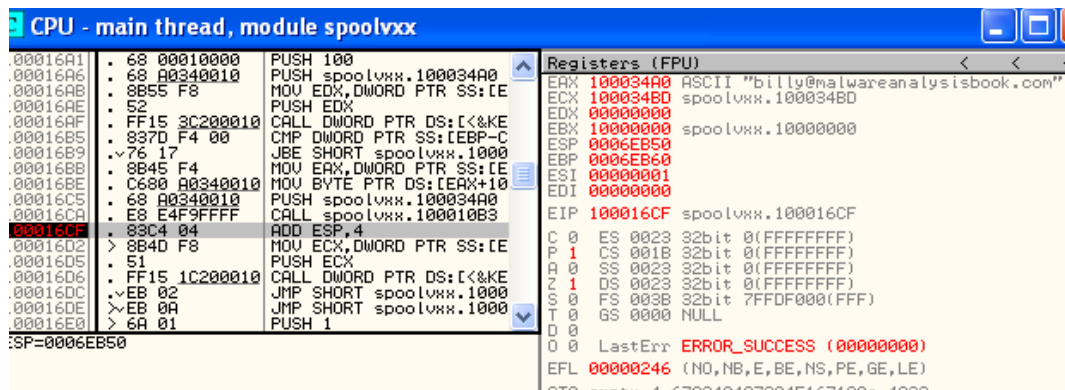 CPU - main thread, module spoolvxx
.00016A1 . 68 00010000 PUSH 100
.00016A6 . 68 A0340010 PUSH spoolvxx.100034A0
.00016AB . 8B55 F8 MOV EDX,DWORD PTR SS:[E
.00016AE . 52 PUSH EDX
.00016AF . FF15 3C200010 CALL DWORD PTR DS:[<&KE
.00016B5 . 837D F4 00 CMP DWORD PTR SS:[EBP-C
.00016B9 .v76 17 JBE SHORT spoolvxx.1000
.00016BB . 8B45 F4 MOV EAX,DWORD PTR SS:[E
.00016BE . C680 A0340010 MOV BYTE PTR DS:[EAX+10
.00016C5 . 68 A0340010 PUSH spoolvxx.100034A0
.00016CA . E8 E4F9FFFF CALL spoolvxx.100010B3
.00016CF . 83C4 04 ADD ESP,4
.00016D2 > 8B4D F8 MOV ECX,DWORD PTR SS:[E
.00016D5 . 51 PUSH ECX
.00016D6 . FF15 1C200010 CALL DWORD PTR DS:[<&KE
.00016DC .vEB 02 JMP SHORT spoolvxx.1000
.00016DE >vEB 0A JMP SHORT spoolvxx.1000
.00016E0 > 6A 01 PUSH 1
ESP=0006EB50
Registers (FPU) < <
EAX 100034A0 ASCII "billy@malwareanalysisbook.com"
ECX 100034BD spoolvxx.100034BD
EDX 00000000
EBX 10000000 spoolvxx.10000000
ESP 0006EB50
EBP 0006EB60
ESI 00000001
EDI 00000000
EIP 100016CF spoolvxx.100016CF
C 0 ES 0023 32bit 0(FFFFFFFF)
P 1 CS 001B 32bit 0(FFFFFFFF)
A 0 SS 0023 32bit 0(FFFFFFFF)
Z 1 DS 0023 32bit 0(FFFFFFFF)
S 0 FS 003B 32bit 7FFDF000(FFF)
T 0 GS 0000 NULL
D 0
O 0 LastErr ERROR_SUCCESS (00000000)
EFL 00000246 (NO,NB,E,BE,NS,PE,GE,LE)